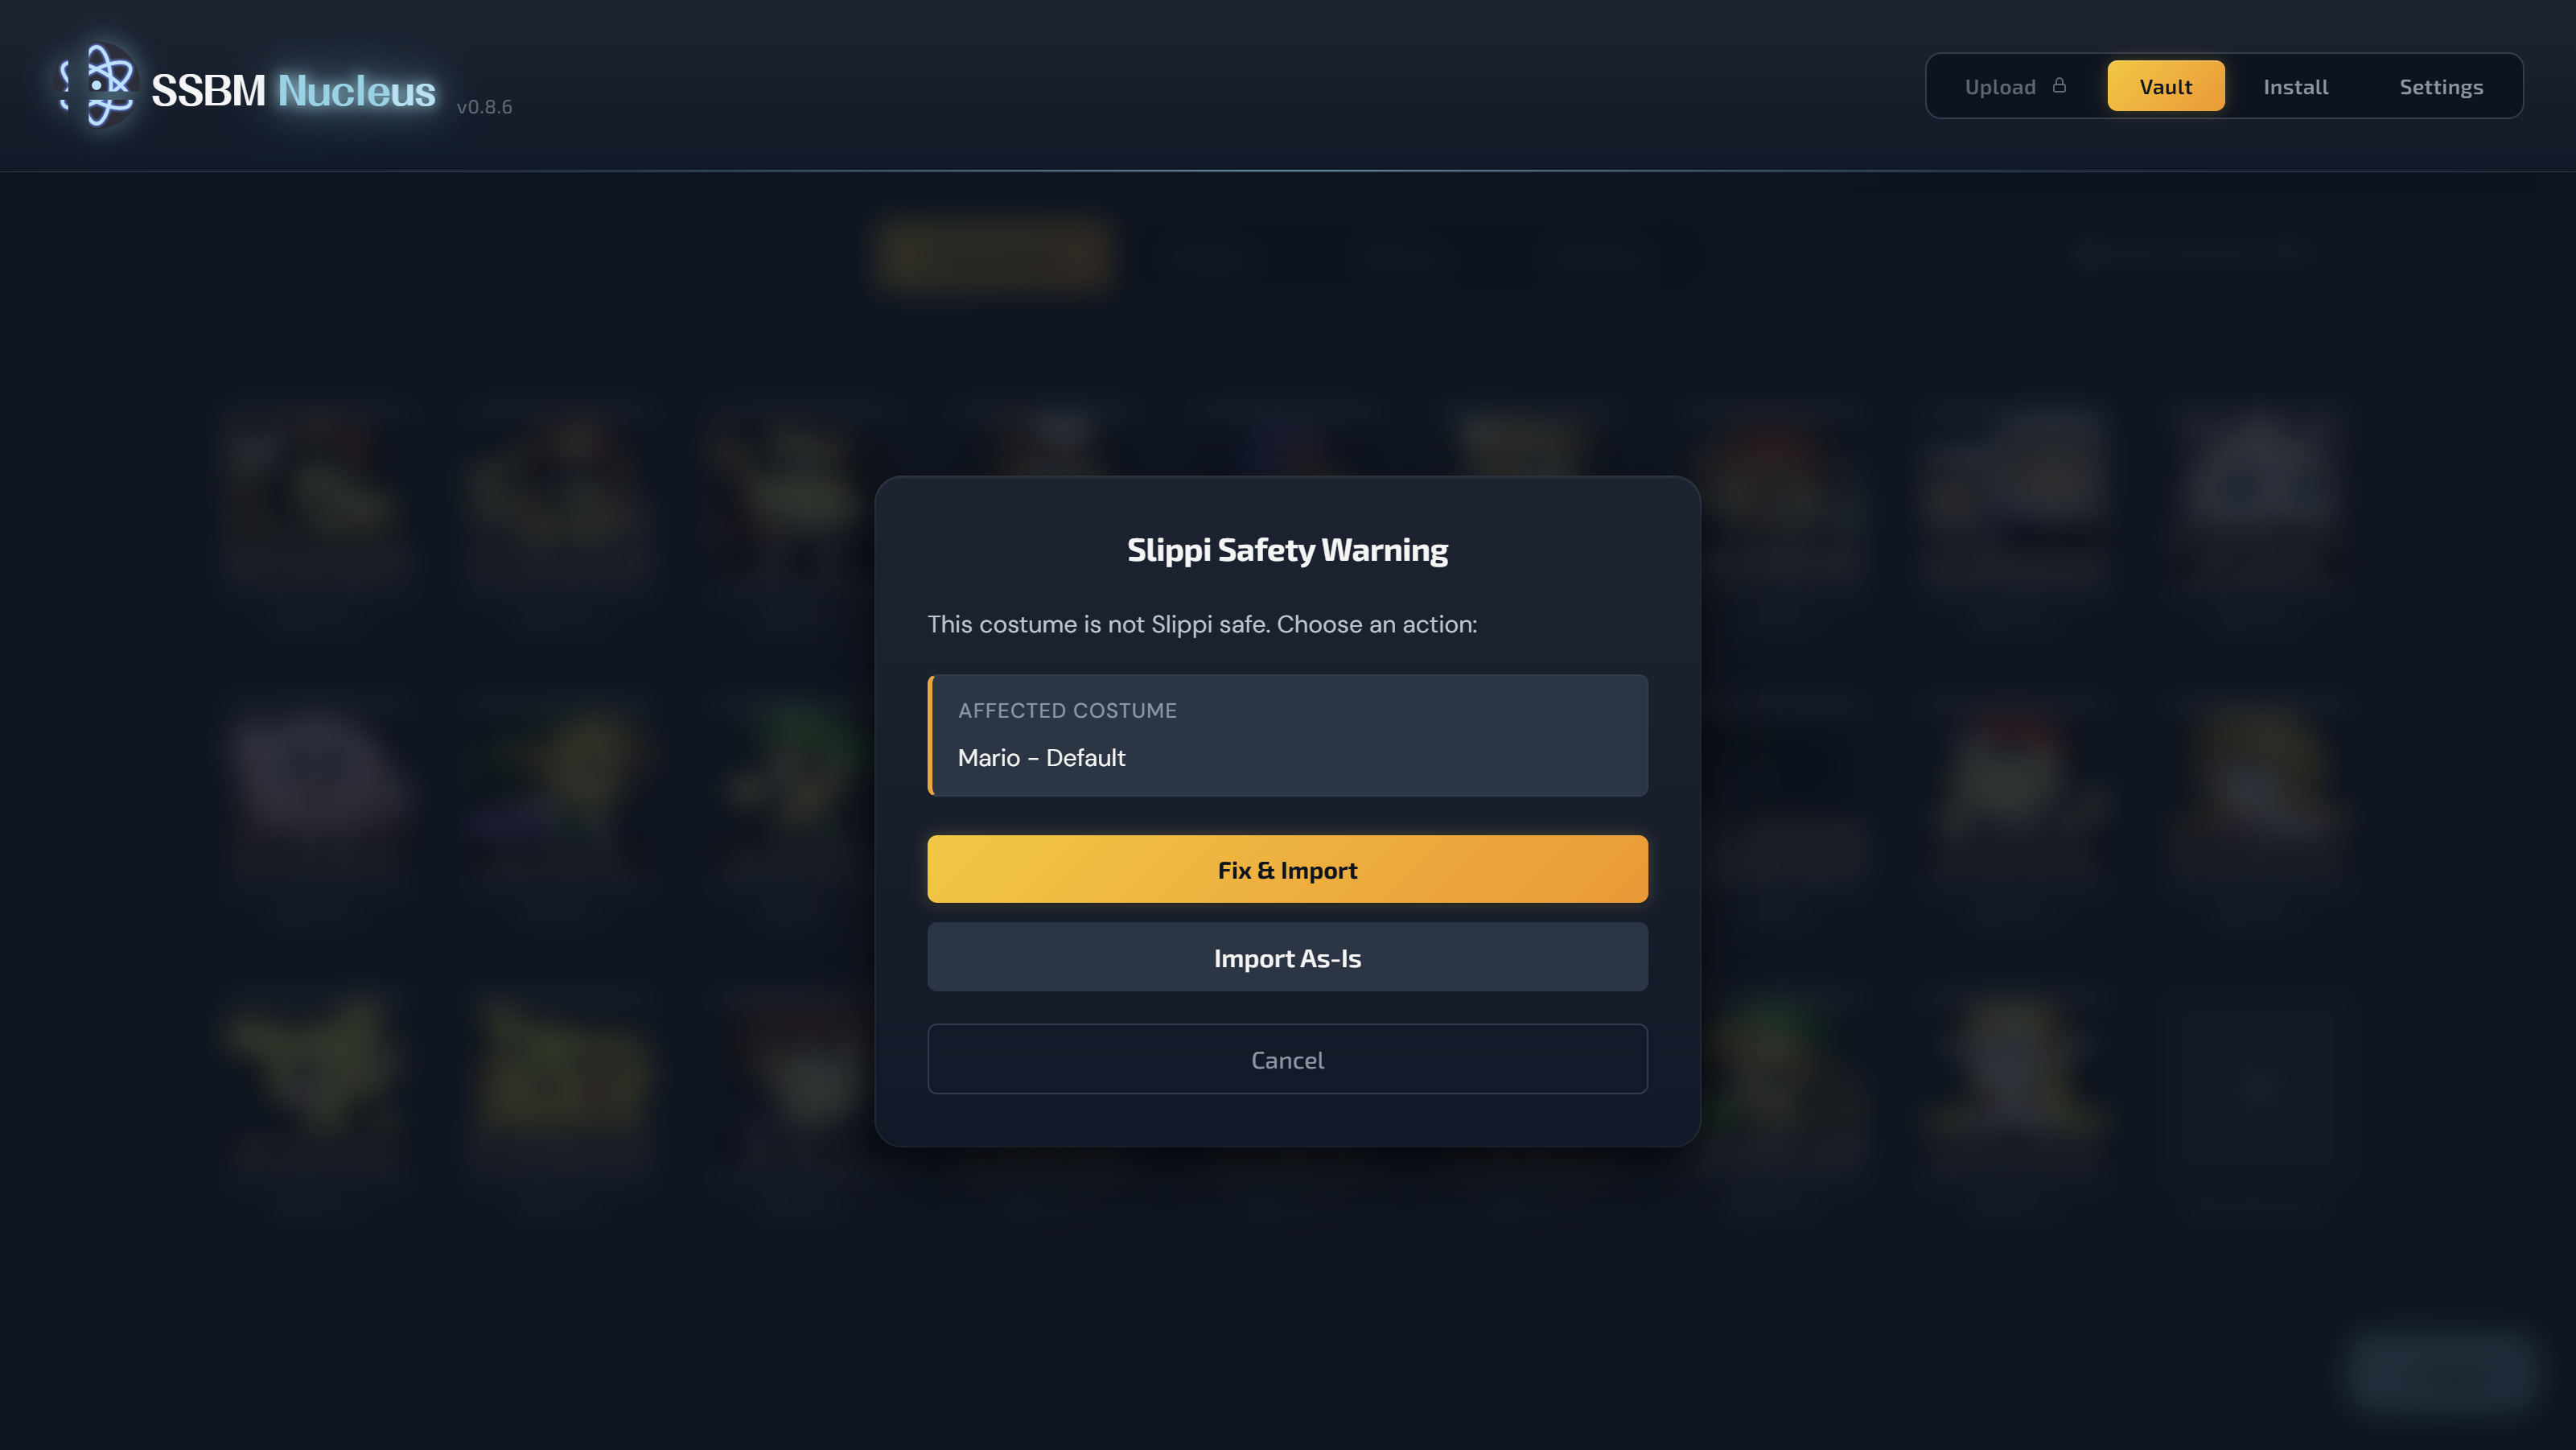 SSBM Nucleus v0.8.6
Upload Vault Install Settings
Slippi Safety Warning
This costume is not Slippi safe. Choose an action:
AFFECTED COSTUME
Mario - Default
Fix & Import
Import As-Is
Cancel